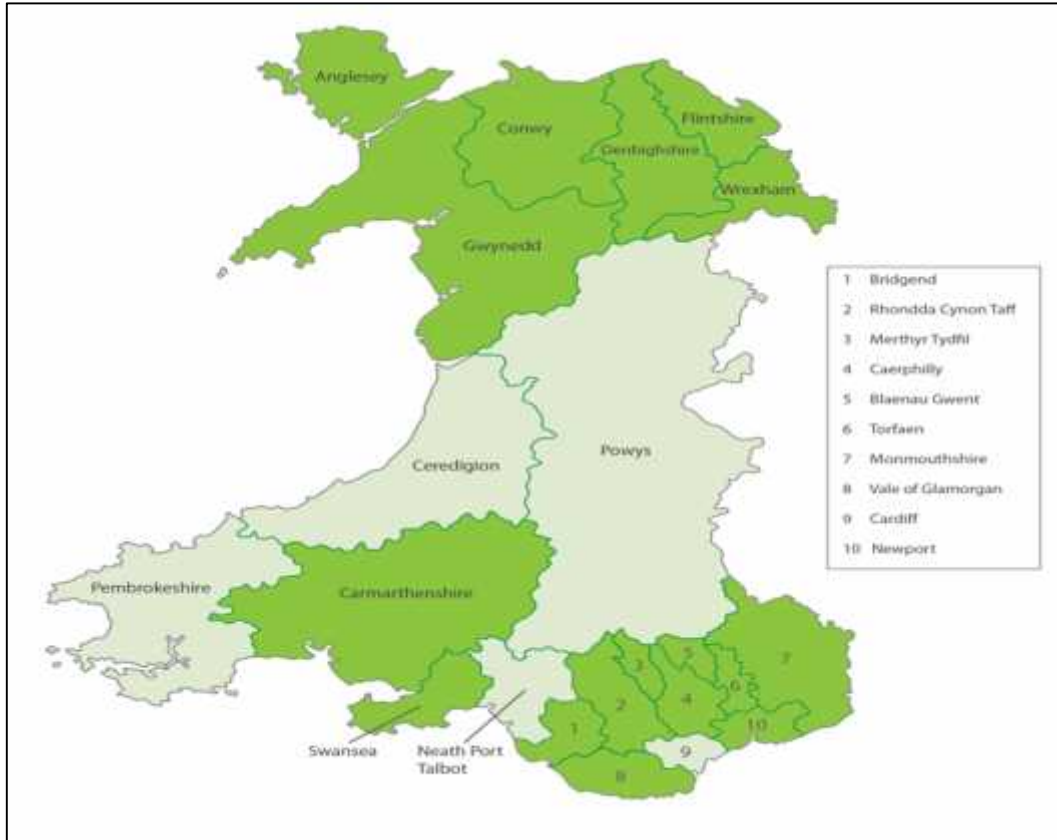 Anglesey
Conwy
Flintshire
Denbighshire
Wrexham
Gwynedd
1 Bridgend
2 Rhondda Cynon Taff
3 Merthyr Tydfil
4 Caerphilly
5 Blaenau Gwent
6 Torfaen
7 Monmouthshire
8 Vale of Glamorgan
9 Cardiff
10 Newport
Powys
Ceredigion
Pembrokeshire
Carmarthenshire
5
3
7
6
4
2
1
10
9
8
Swansea
Neath Port
Talbot